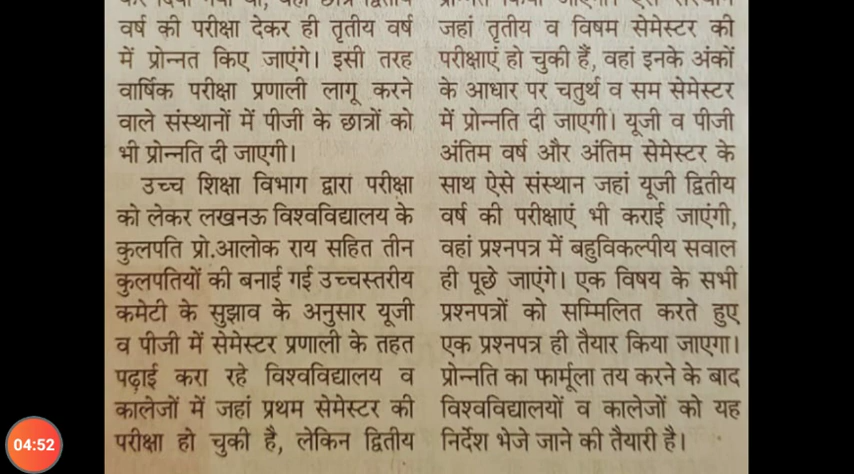 वर्ष की परीक्षा देकर ही तृतीय वर्ष
में प्रोन्नत किए जाएंगे। इसी तरह
वार्षिक परीक्षा प्रणाली लागू करने
वाले संस्थानों में पीजी के छात्रों को
भी प्रोन्नति दी जाएगी।
उच्च शिक्षा विभाग द्वारा परीक्षा
को लेकर लखनऊ विश्वविद्यालय के
कुलपति प्रो.आलोक राय सहित तीन
कुलपतियों की बनाई गई उच्चस्तरीय
कमेटी के सुझाव के अनुसार यूजी
व पीजी में सेमेस्टर प्रणाली के तहत
पढ़ाई करा रहे विश्वविद्यालय व
कालेजों में जहां प्रथम सेमेस्टर की
परीक्षा हो चुकी है, लेकिन द्वितीय
जहां तृतीय व विषम सेमेस्टर की
परीक्षाएं हो चुकी हैं, वहां इनके अंकों
के आधार पर चतुर्थ व सम सेमेस्टर
में प्रोन्नति दी जाएगी। यूजी व पीजी
अंतिम वर्ष और अंतिम सेमेस्टर के
साथ ऐसे संस्थान जहां यूजी द्वितीय
वर्ष की परीक्षाएं भी कराई जाएंगी,
वहां प्रश्नपत्र में बहुविकल्पीय सवाल
ही पूछे जाएंगे। एक विषय के सभी
प्रश्नपत्रों को सम्मिलित करते हुए
एक प्रश्नपत्र ही तैयार किया जाएगा।
प्रोन्नति का फार्मूला तय करने के बाद
विश्वविद्यालयों व कालेजों को यह
निर्देश भेजे जाने की तैयारी है।
04:52